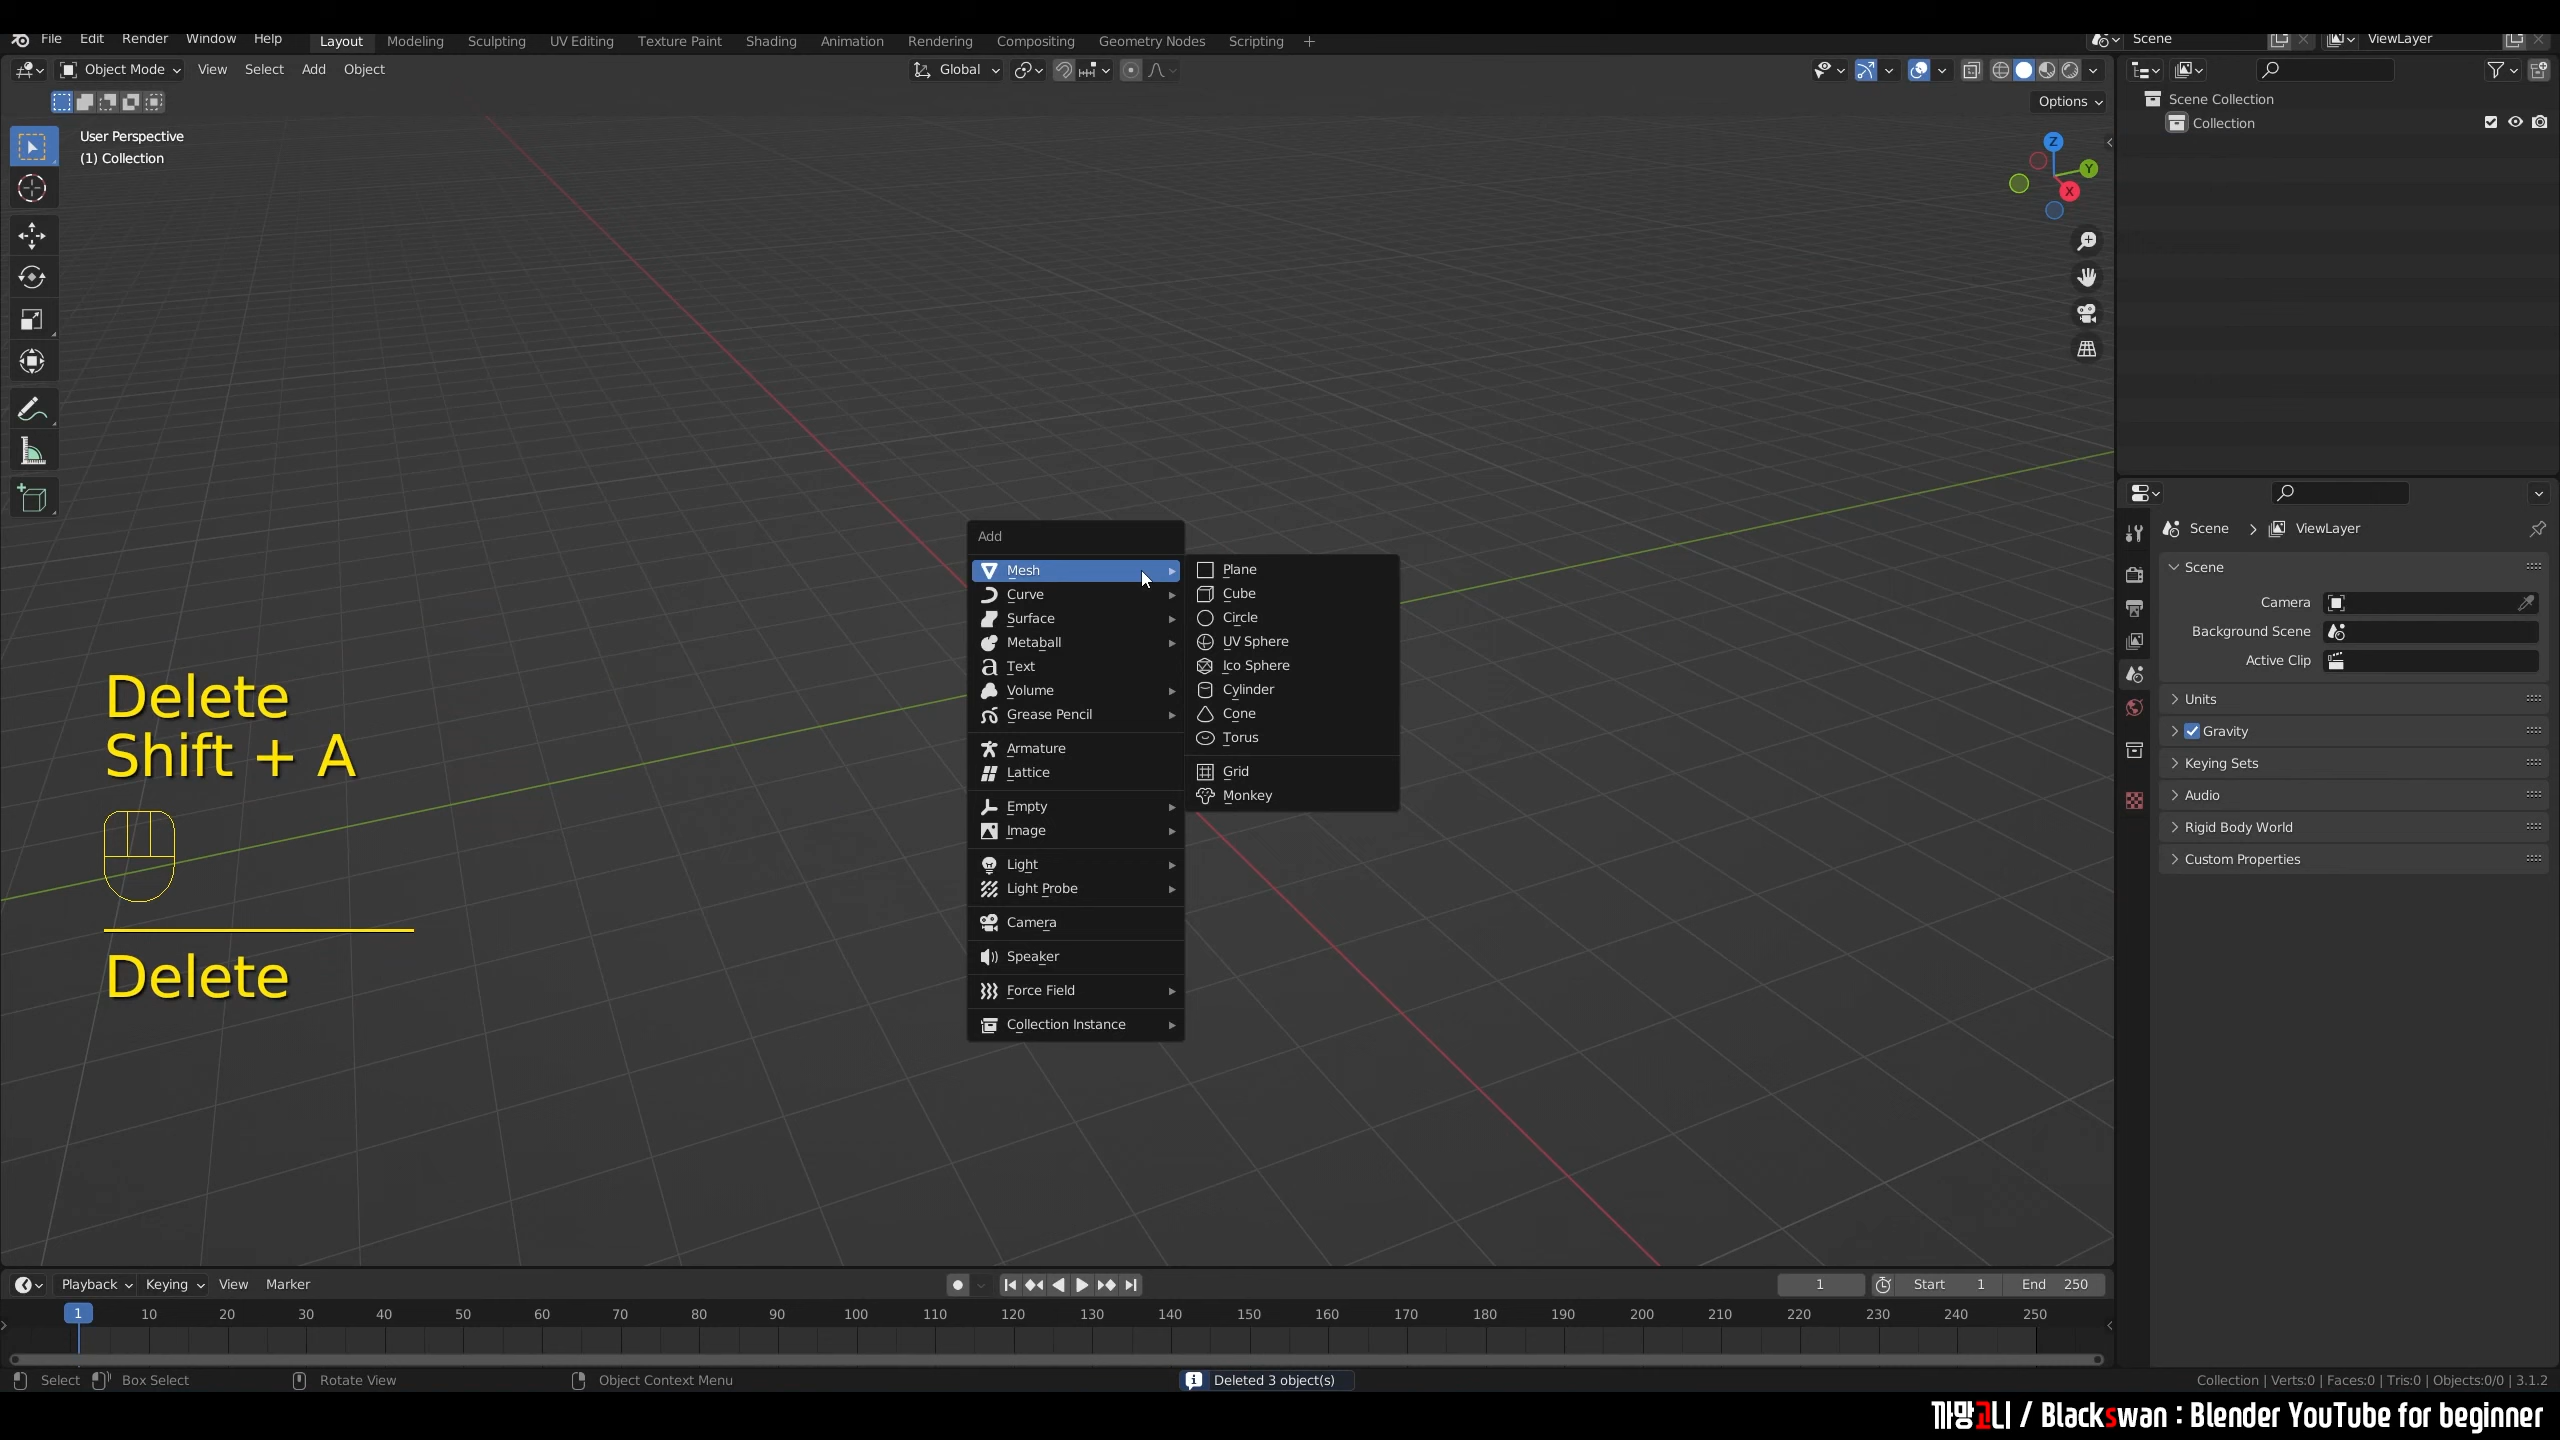 File Edit Render Window Help Layout Modeling Sculpting UV Editing Texture Paint Shading Animation Rendering Compositing Geometry Nodes Scripting + Scene ViewLayer
Object Mode View Select Add Object Global
Options
User Perspective
(1) Collection
Z
Y
X
Scene Collection
Collection
Scene > ViewLayer
Scene
Camera
Background Scene
Active Clip
Units
Gravity
Keying Sets
Audio
Rigid Body World
Custom Properties
Add
Mesh
Curve
Surface
Metaball
Text
Volume
Grease Pencil
Armature
Lattice
Empty
Image
Light
Light Probe
Camera
Speaker
Force Field
Collection Instance
Plane
Cube
Circle
UV Sphere
Ico Sphere
Cylinder
Cone
Torus
Grid
Monkey
Delete
Shift + A
Delete
Playback Keying View Marker 1 Start 1 End 250
1 10 20 30 40 50 60 70 80 90 100 110 120 130 140 150 160 170 180 190 200 210 220 230 240 250
Select Box Select Rotate View Object Context Menu Deleted 3 object(s) Collection | Verts:0 | Faces:0 | Tris:0 | Objects:0/0 | 3.1.2
까망고니 / Blackswan : Blender YouTube for beginner